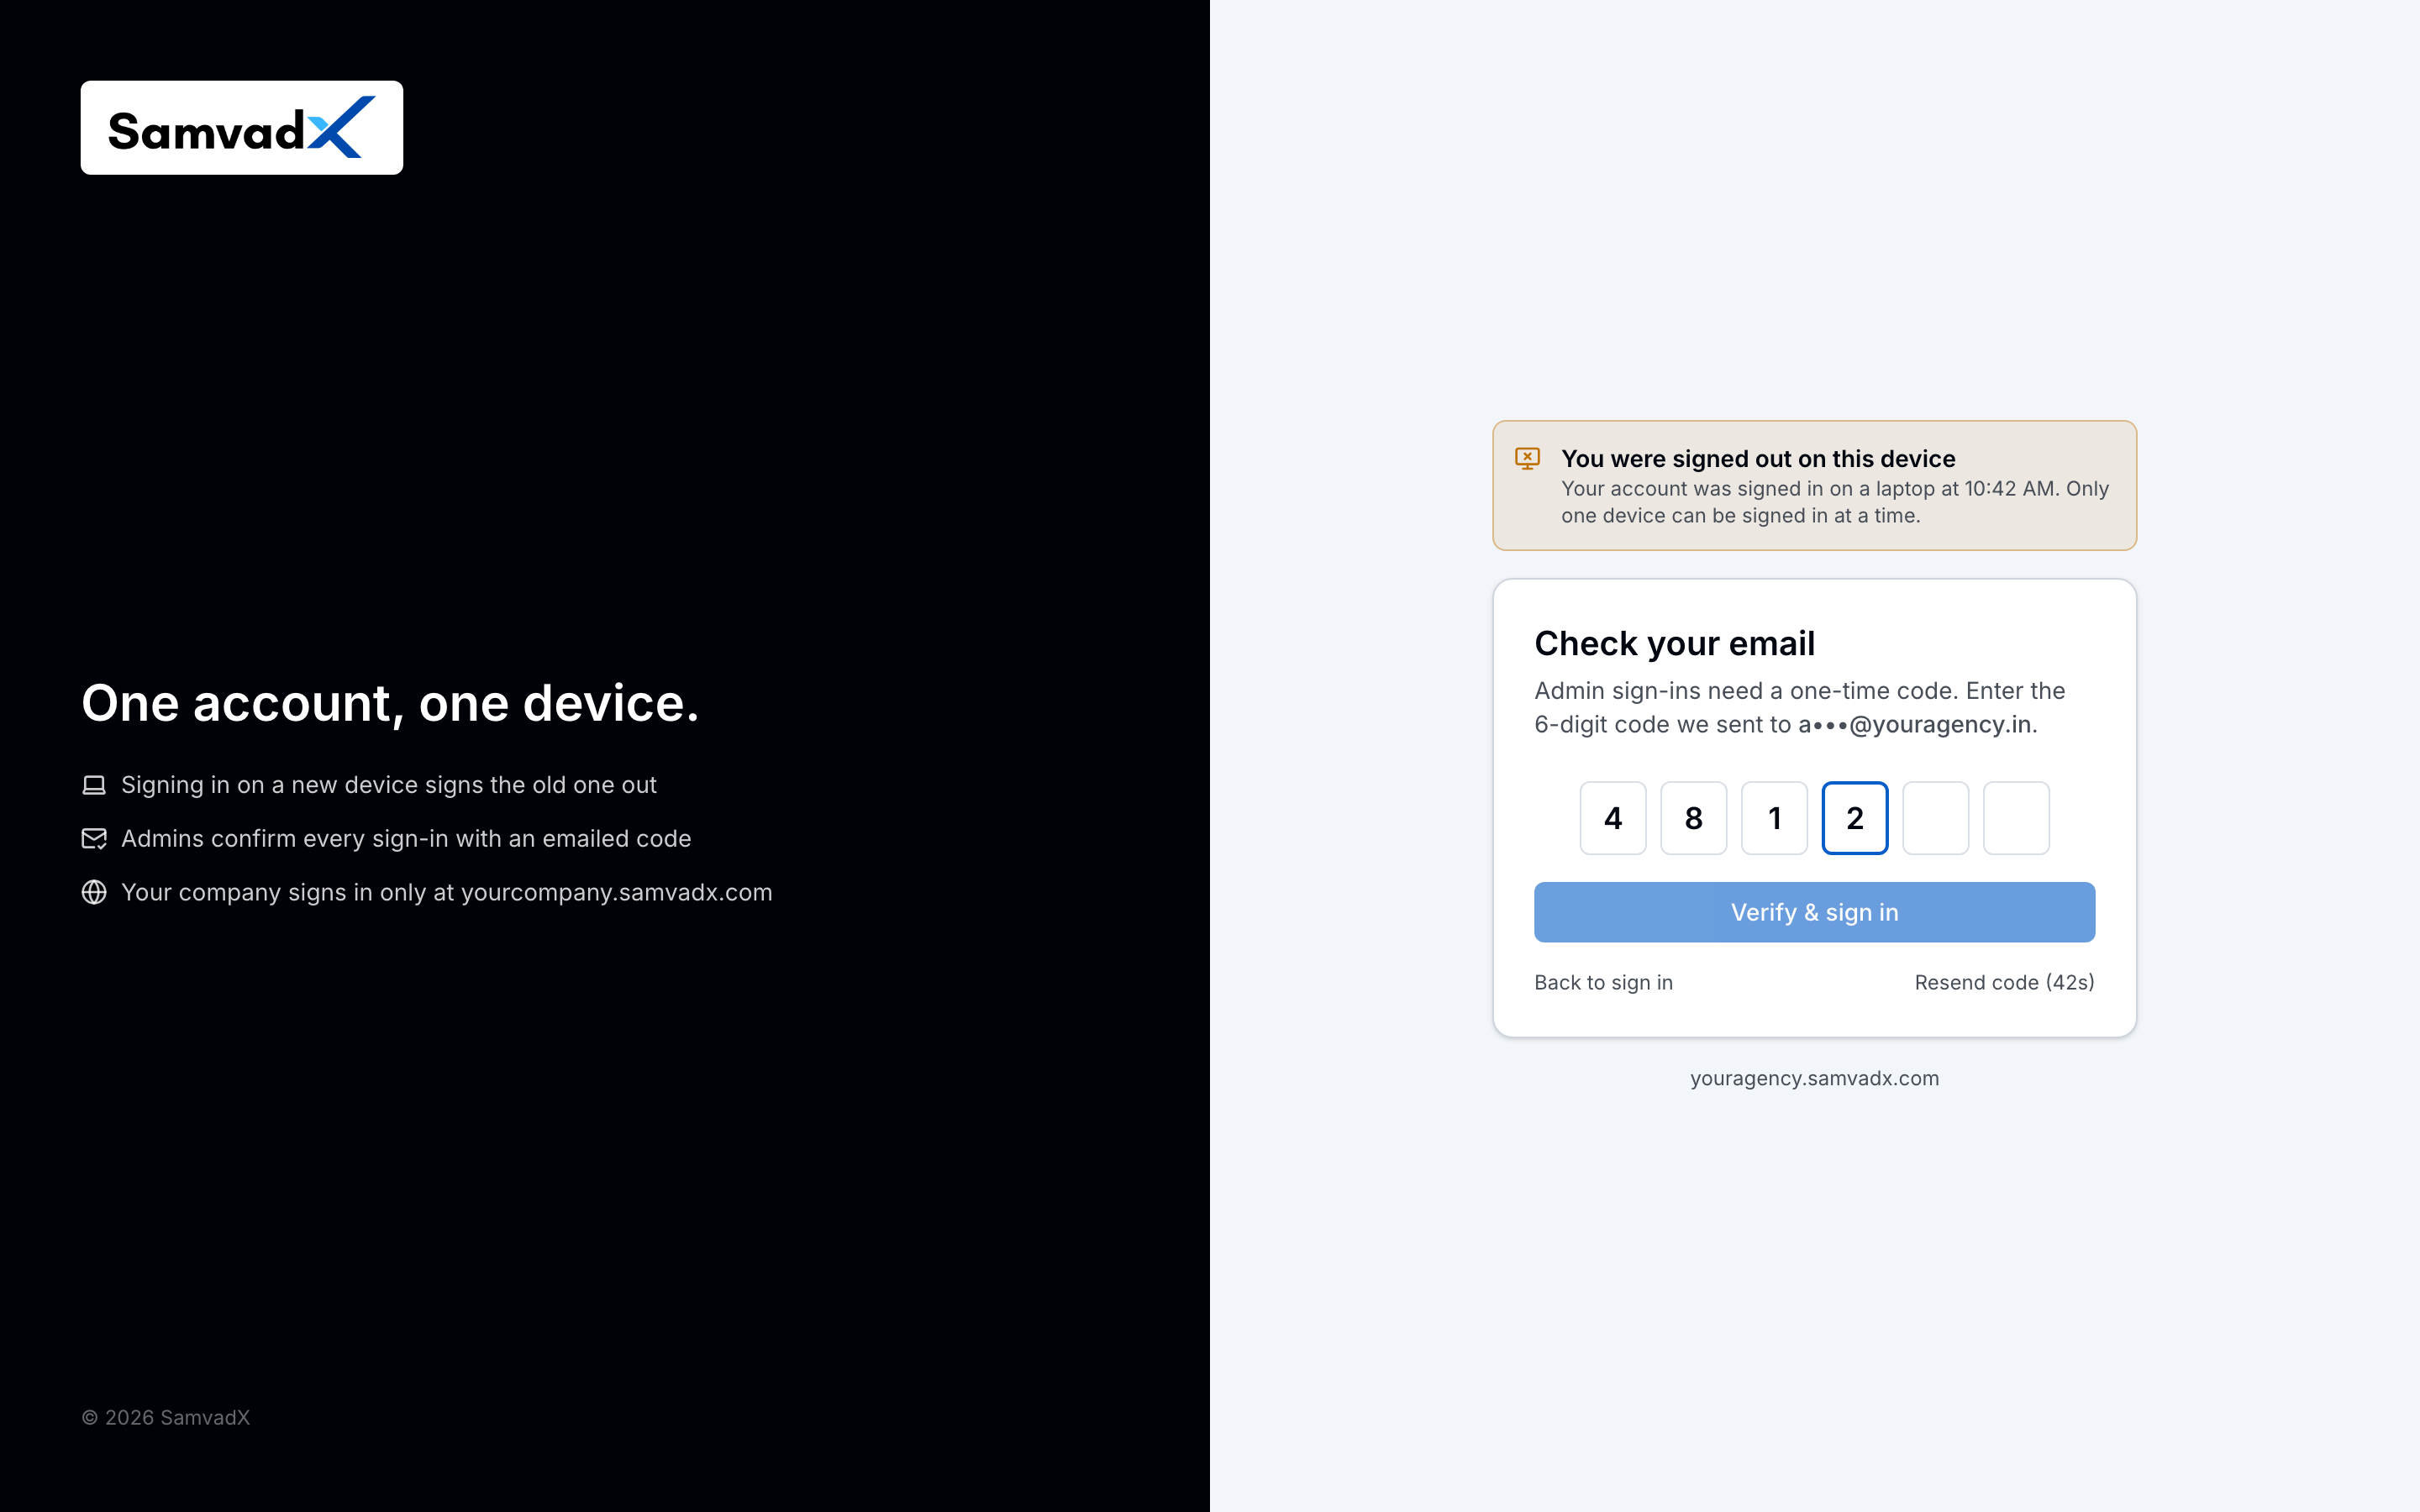 SamvadX
One account, one device.
Signing in on a new device signs the old one out
Admins confirm every sign-in with an emailed code
Your company signs in only at yourcompany.samvadx.com
© 2026 SamvadX
You were signed out on this device
Your account was signed in on a laptop at 10:42 AM. Only
one device can be signed in at a time.
Check your email
Admin sign-ins need a one-time code. Enter the
6-digit code we sent to a•••@youragency.in.
4 8 1 2
Verify & sign in
Back to sign in
Resend code (42s)
youragency.samvadx.com